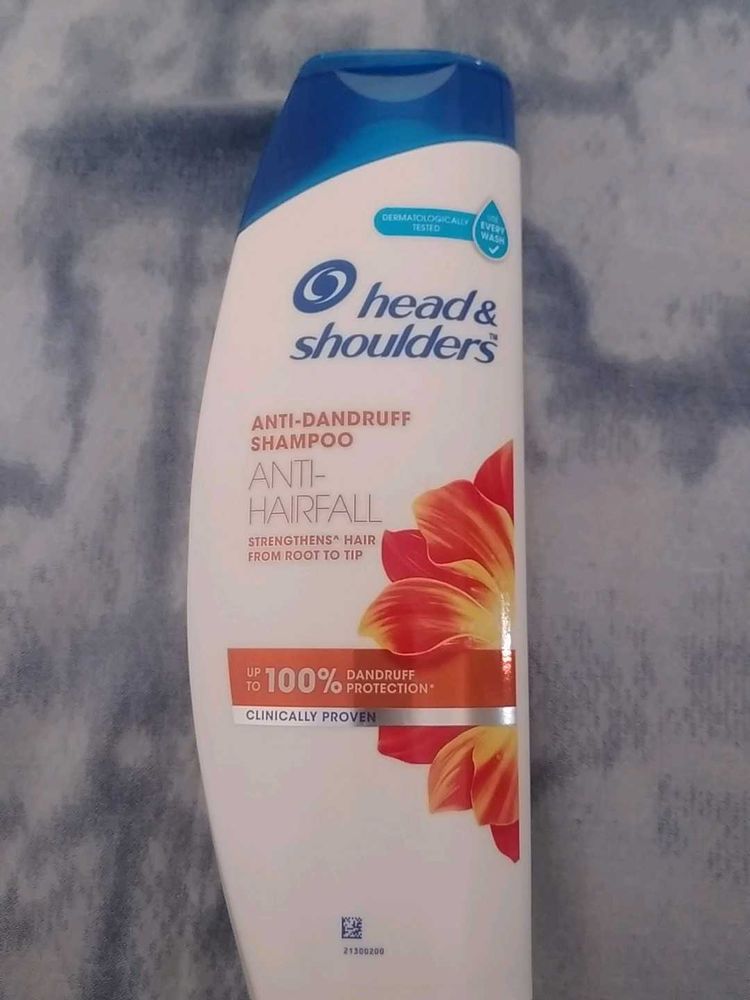 DERMATOLOGICALLY
TESTED
USE
EVERY
WASH
head &
shoulders™
ANTI-DANDRUFF
SHAMPOO
ANTI-
HAIRFALL
STRENGTHENS^ HAIR
FROM ROOT TO TIP
UP TO 100% DANDRUFF PROTECTION*
CLINICALLY PROVEN
21300200